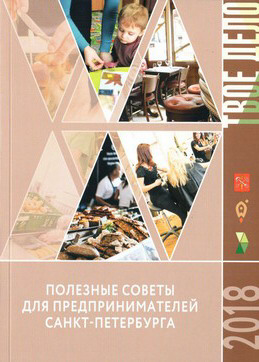 ТВОЕ ДЕЛО
ПОЛЕЗНЫЕ СОВЕТЫ
ДЛЯ ПРЕДПРИНИМАТЕЛЕЙ
САНКТ-ПЕТЕРБУРГА
2018